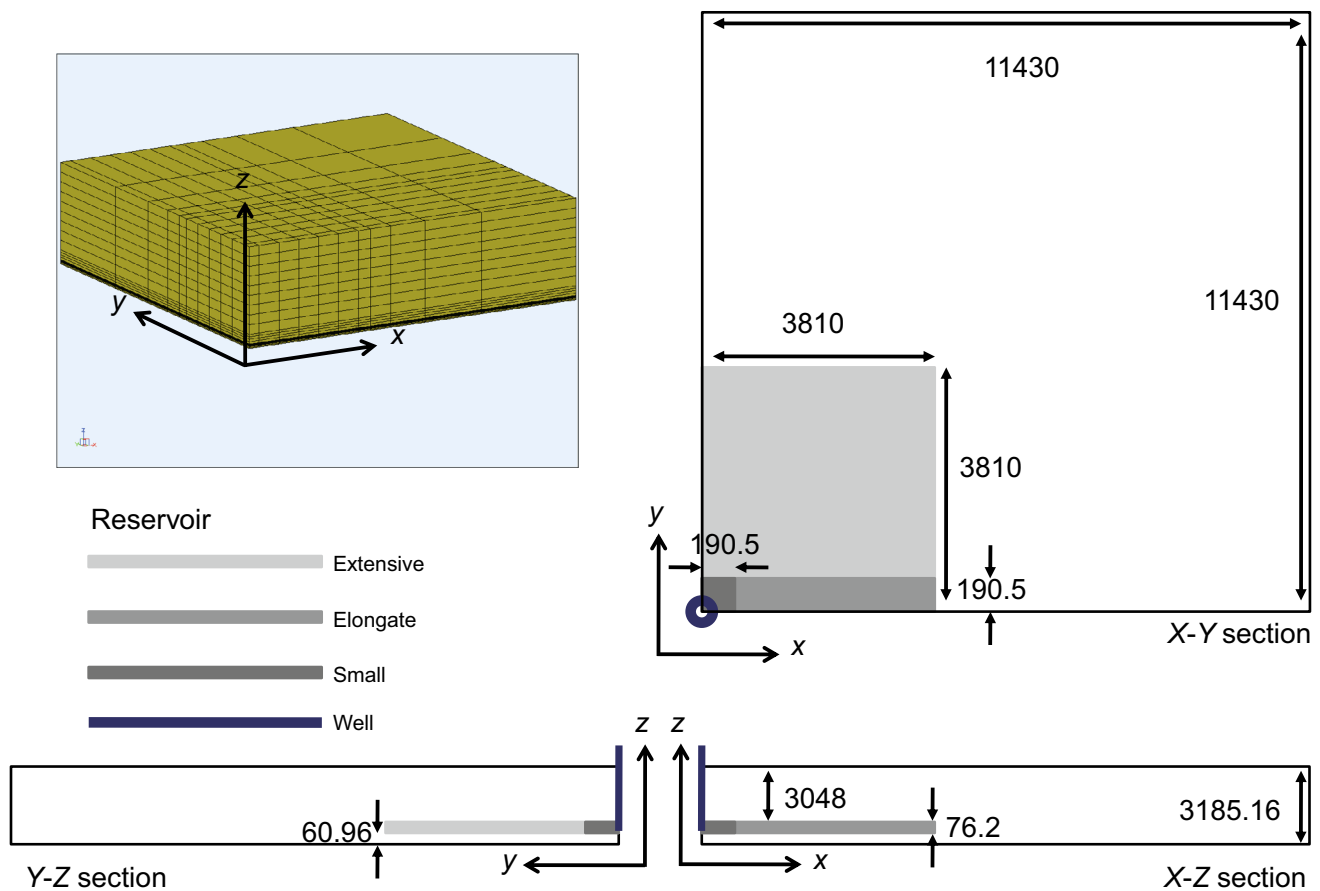 11430
z
11430
y
x
3810
3810
Reservoir
Extensive
Elongate
Small
Well
y
190.5
190.5
x
X-Y section
z
z
3048
3185.16
60.96
76.2
y
x
Y-Z section
X-Z section